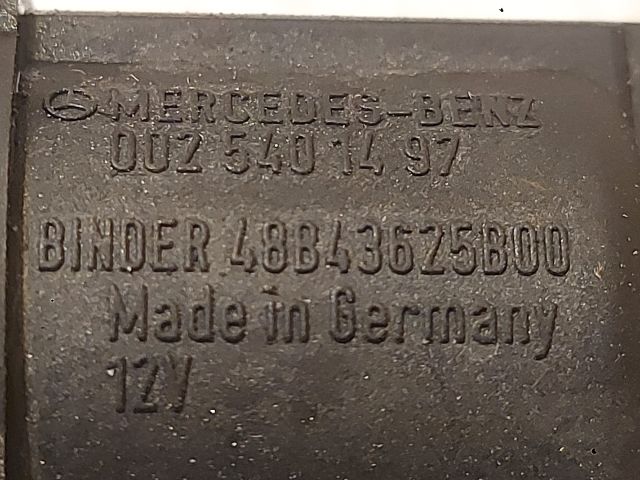 MERCEDES-BENZ
002 540 14 97
BINDER 48B43625B00
Made in Germany
12V